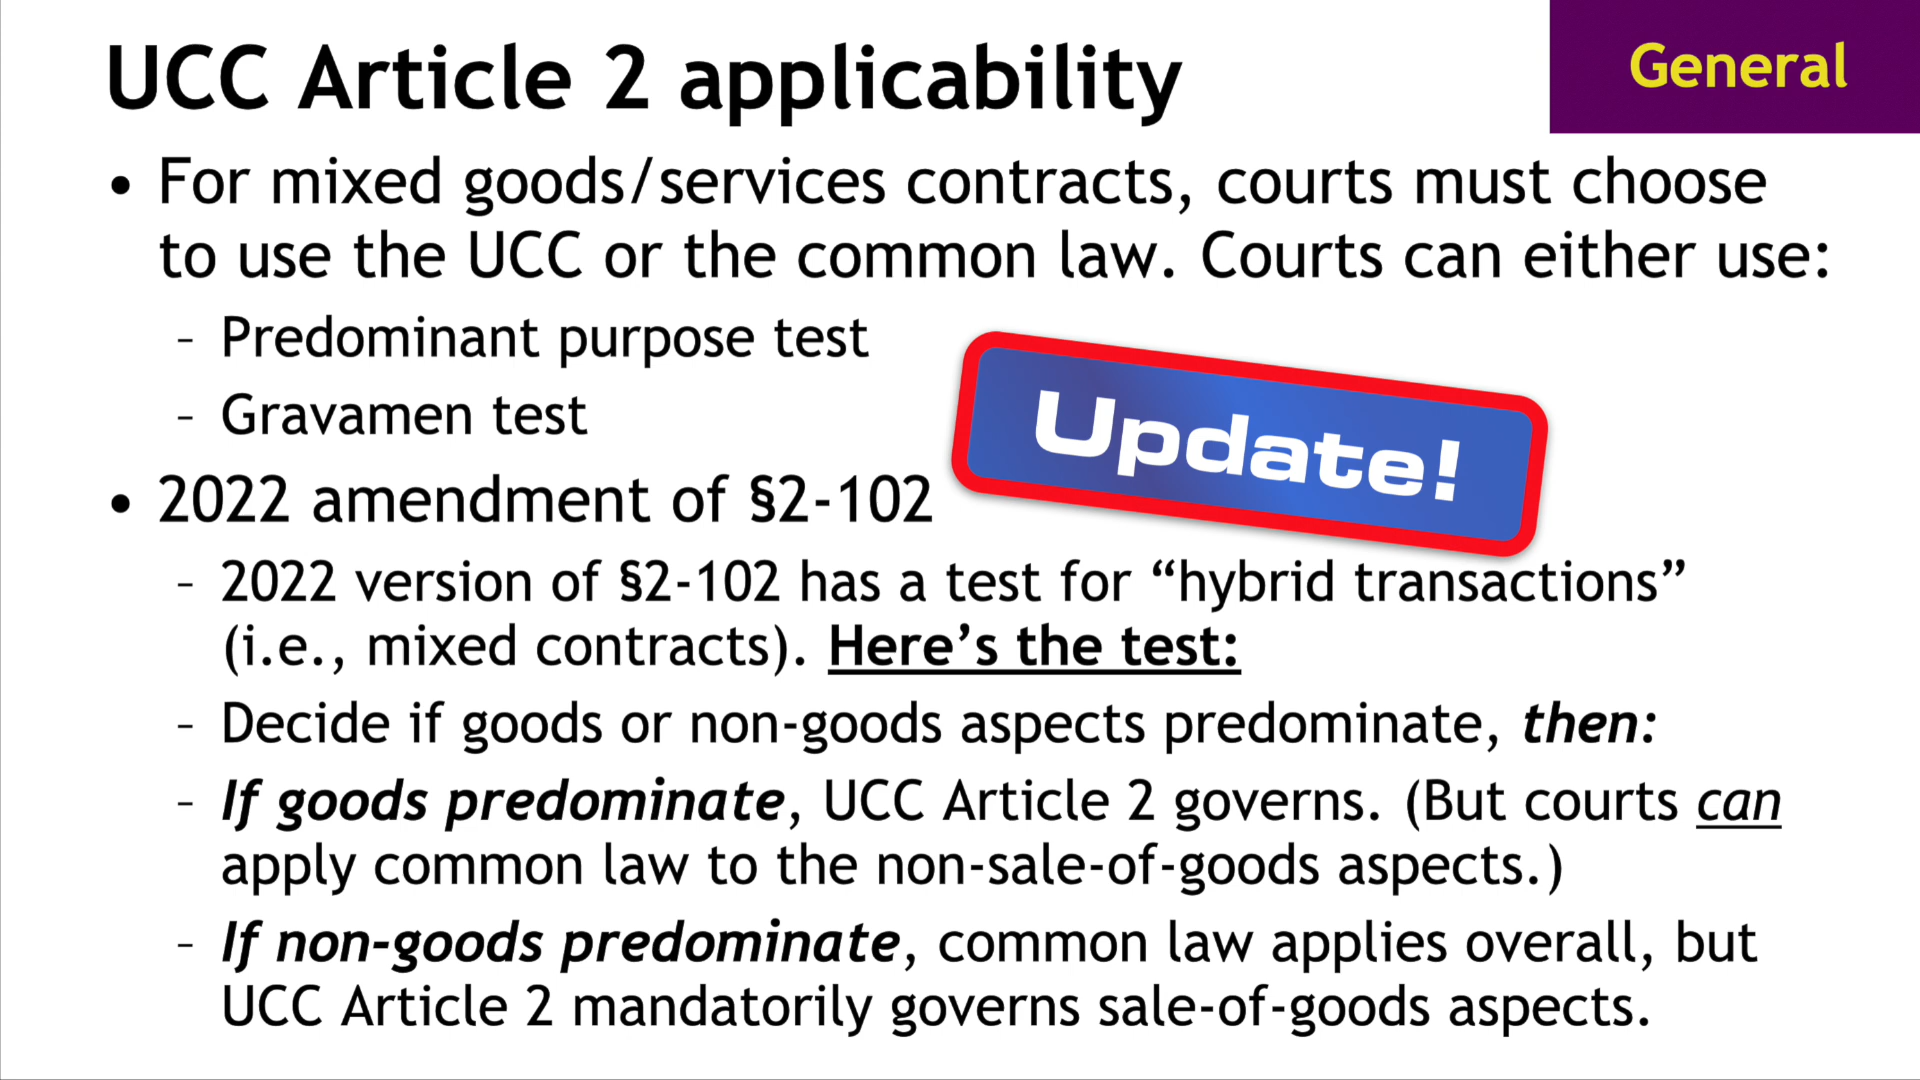 UCC Article 2 applicability
General
• For mixed goods/services contracts, courts must choose
to use the UCC or the common law. Courts can either use:
– Predominant purpose test
– Gravamen test
Update!
• 2022 amendment of §2-102
– 2022 version of §2-102 has a test for “hybrid transactions”
(i.e., mixed contracts). Here’s the test:
– Decide if goods or non-goods aspects predominate, then:
– If goods predominate, UCC Article 2 governs. (But courts can
apply common law to the non-sale-of-goods aspects.)
– If non-goods predominate, common law applies overall, but
UCC Article 2 mandatorily governs sale-of-goods aspects.